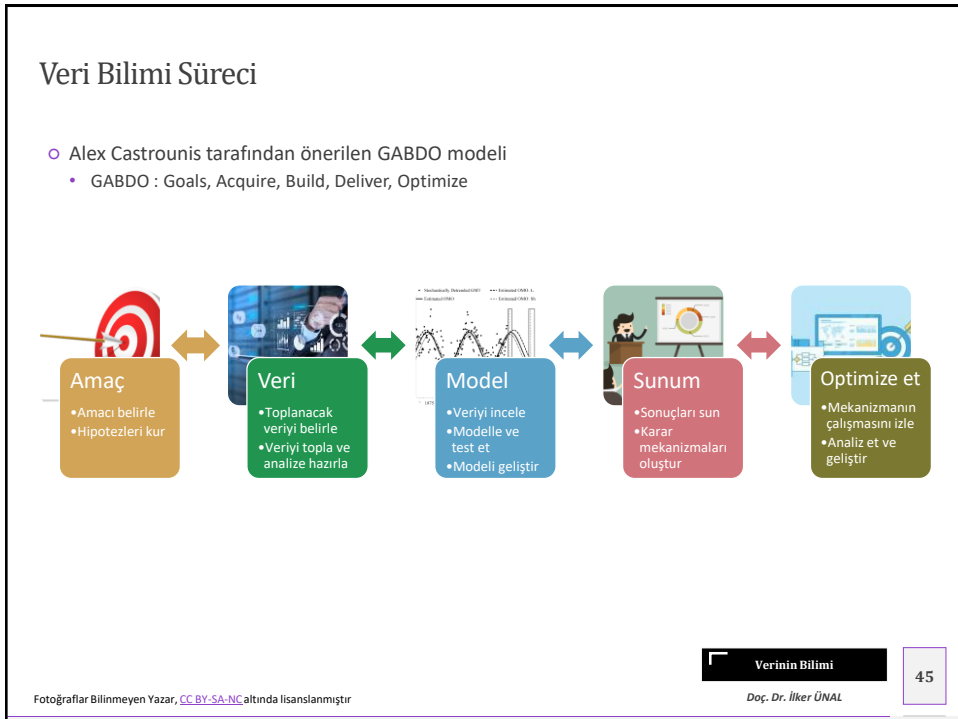 Veri Bilimi Süreci
Alex Castrounis tarafından önerilen GABDO modeli
• GABDO : Goals, Acquire, Build, Deliver, Optimize
Amaç
•Amacı belirle
•Hipotezleri kur
Veri
•Toplanacak
veriyi belirle
•Veriyi topla ve
analize hazırla
Model
•Veriyi incele
•Modelle ve
test et
•Modeli geliştir
Sunum
•Sonuçları sun
•Karar
mekanizmaları
oluştur
Optimize et
•Mekanizmanın
çalışmasını izle
•Analiz et ve
geliştir
Verinin Bilimi
45
Doç. Dr. İlker ÜNAL
Fotoğraflar Bilinmeyen Yazar, CC BY-SA-NC altında lisanslanmıştır